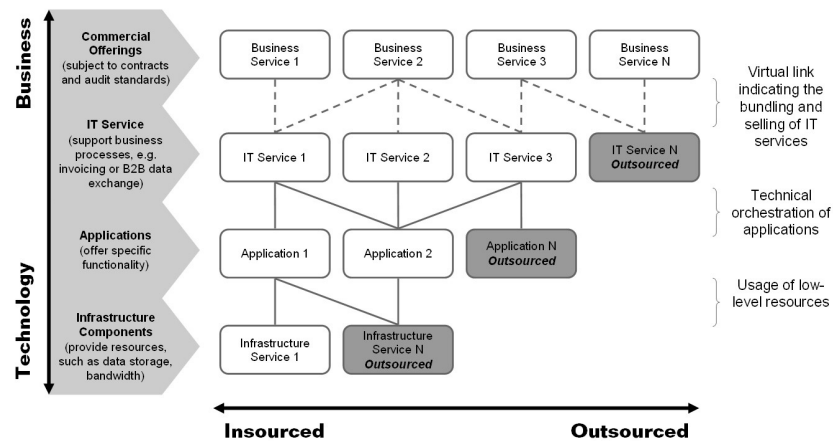 Business
Technology
Commercial
Offerings
(subject to contracts
and audit standards)
Business
Service 1
Business
Service 2
Business
Service 3
Business
Service N
Virtual link
indicating the
bundling and
selling of IT
services
IT Service
(support business
processes, e.g.
invoicing or B2B data
exchange)
IT Service 1
IT Service 2
IT Service 3
IT Service N
Outsourced
Technical
orchestration of
applications
Applications
(offer specific
functionality)
Application 1
Application 2
Application N
Outsourced
Usage of low-
level resources
Infrastructure
Components
(provide resources,
such as data storage,
bandwidth)
Infrastructure
Service 1
Infrastructure
Service N
Outsourced
Insourced
Outsourced